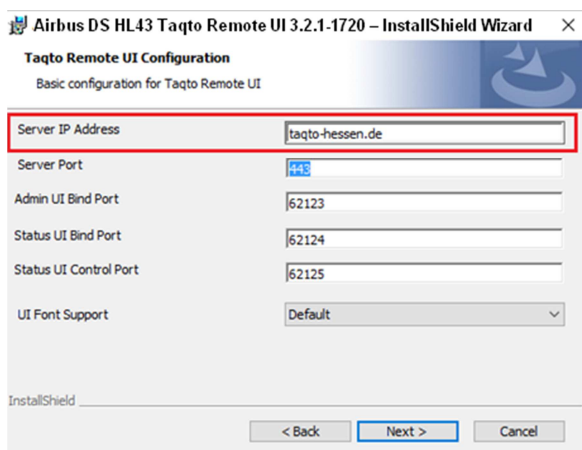 Airbus DS HL43 Taqto Remote UI 3.2.1-1720 – InstallShield Wizard
Taqto Remote UI Configuration
Basic configuration for Taqto Remote UI
Server IP Address taqto-hessen.de
Server Port 443
Admin UI Bind Port 62123
Status UI Bind Port 62124
Status UI Control Port 62125
UI Font Support Default
InstallShield
< Back Next > Cancel